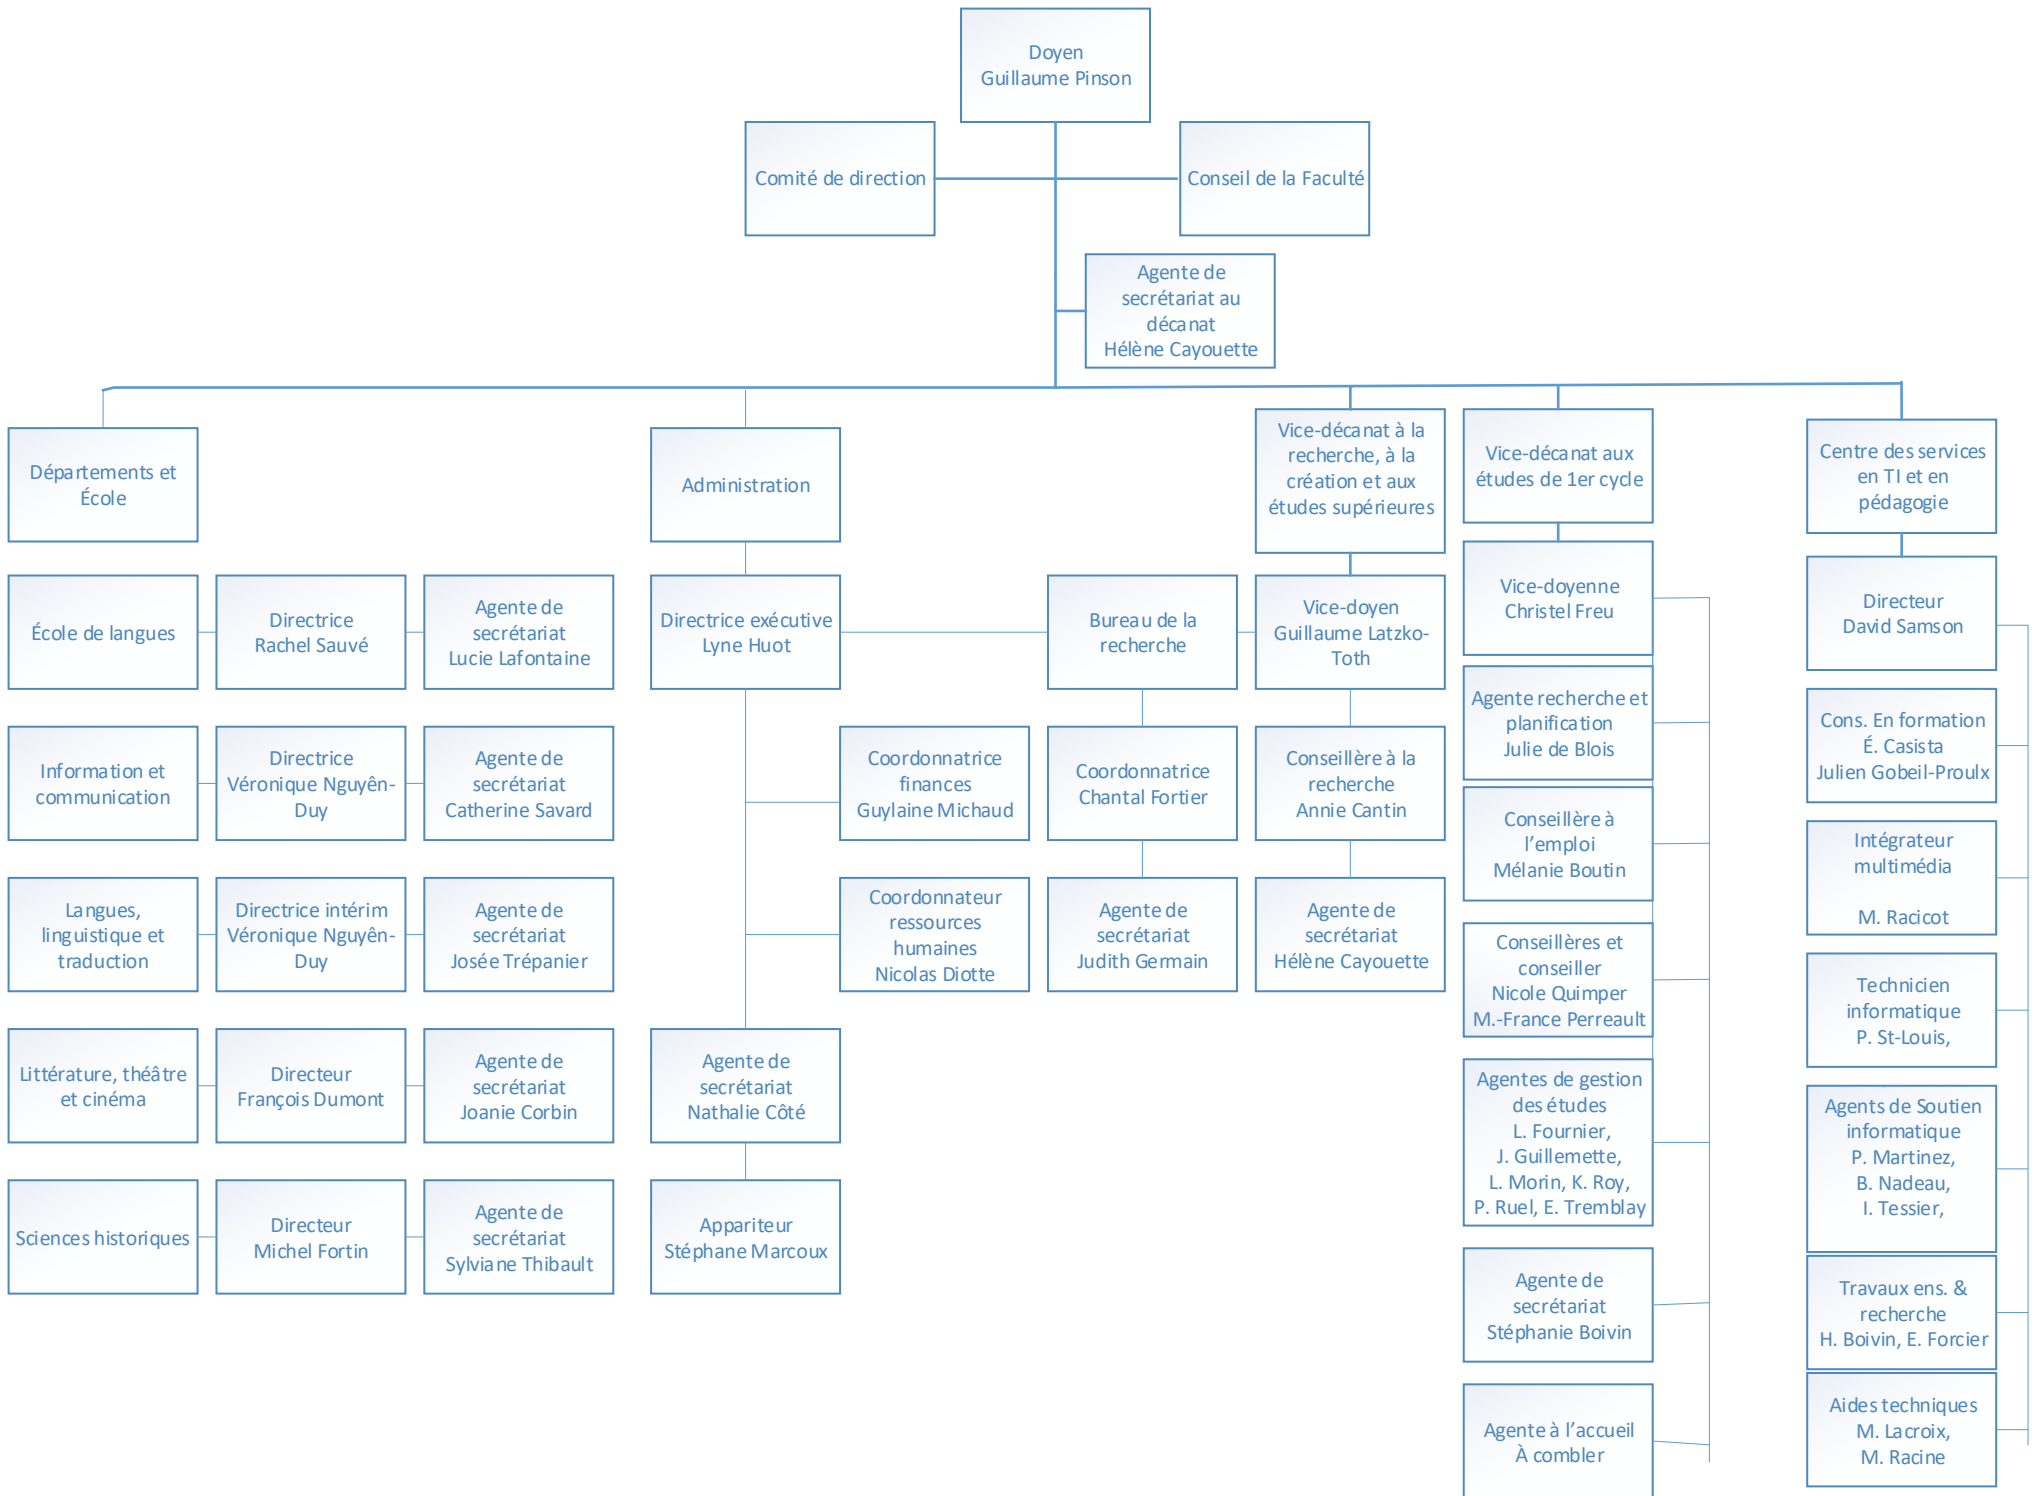 Doyen
Guillaume Pinson
Comité de direction
Conseil de la Faculté
Agente de
secrétariat au
décanat
Hélène Cayouette
Départements et
École
Administration
Vice-décanat à la
recherche, à la
création et aux
études supérieures
Vice-décanat aux
études de 1er cycle
Centre des services
en TI et en
pédagogie
École de langues
Directrice
Rachel Sauvé
Agente de
secrétariat
Lucie Lafontaine
Directrice exécutive
Lyne Huot
Bureau de la
recherche
Vice-doyen
Guillaume Latzko-
Toth
Vice-doyenne
Christel Freu
Directeur
David Samson
Information et
communication
Directrice
Véronique Nguyên-
Duy
Agente de
secrétariat
Catherine Savard
Coordonnatrice
finances
Guylaine Michaud
Coordonnatrice
Chantal Fortier
Conseillère à la
recherche
Annie Cantin
Agente recherche et
planification
Julie de Blois
Cons. En formation
É. Casista
Julien Gobeil-Proulx
Conseillère à
l’emploi
Mélanie Boutin
Intégrateur
multimédia
M. Racicot
Langues,
linguistique et
traduction
Directrice intérim
Véronique Nguyên-
Duy
Agente de
secrétariat
Josée Trépanier
Coordonnateur
ressources
humaines
Nicolas Diotte
Agente de
secrétariat
Judith Germain
Agente de
secrétariat
Hélène Cayouette
Conseillères et
conseiller
Nicole Quimper
M.-France Perreault
Technicien
informatique
P. St-Louis,
Littérature, théâtre
et cinéma
Directeur
François Dumont
Agente de
secrétariat
Joanie Corbin
Agente de
secrétariat
Nathalie Côté
Agentes de gestion
des études
L. Fournier,
J. Guillemette,
L. Morin, K. Roy,
P. Ruel, E. Tremblay
Agents de Soutien
informatique
P. Martinez,
B. Nadeau,
I. Tessier,
Sciences historiques
Directeur
Michel Fortin
Agente de
secrétariat
Sylviane Thibault
Appariteur
Stéphane Marcoux
Agente de
secrétariat
Stéphanie Boivin
Travaux ens. &
recherche
H. Boivin, E. Forcier
Agente à l’accueil
À combler
Aides techniques
M. Lacroix,
M. Racine